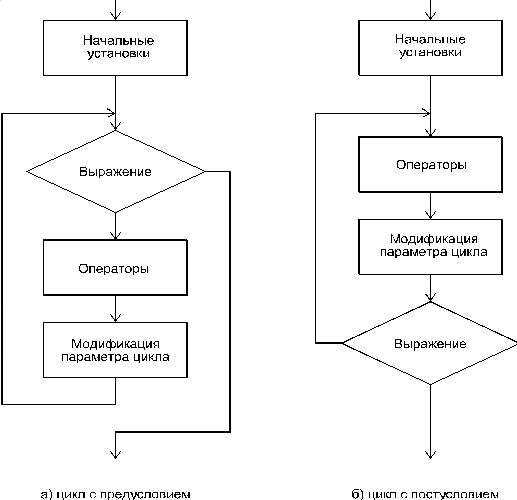 Начальные
установки
Выражение
Операторы
Модификация
параметра цикла
а) цикл с предусловием
Начальные
установки
Операторы
Модификация
параметра цикла
Выражение
б) цикл с постусловием